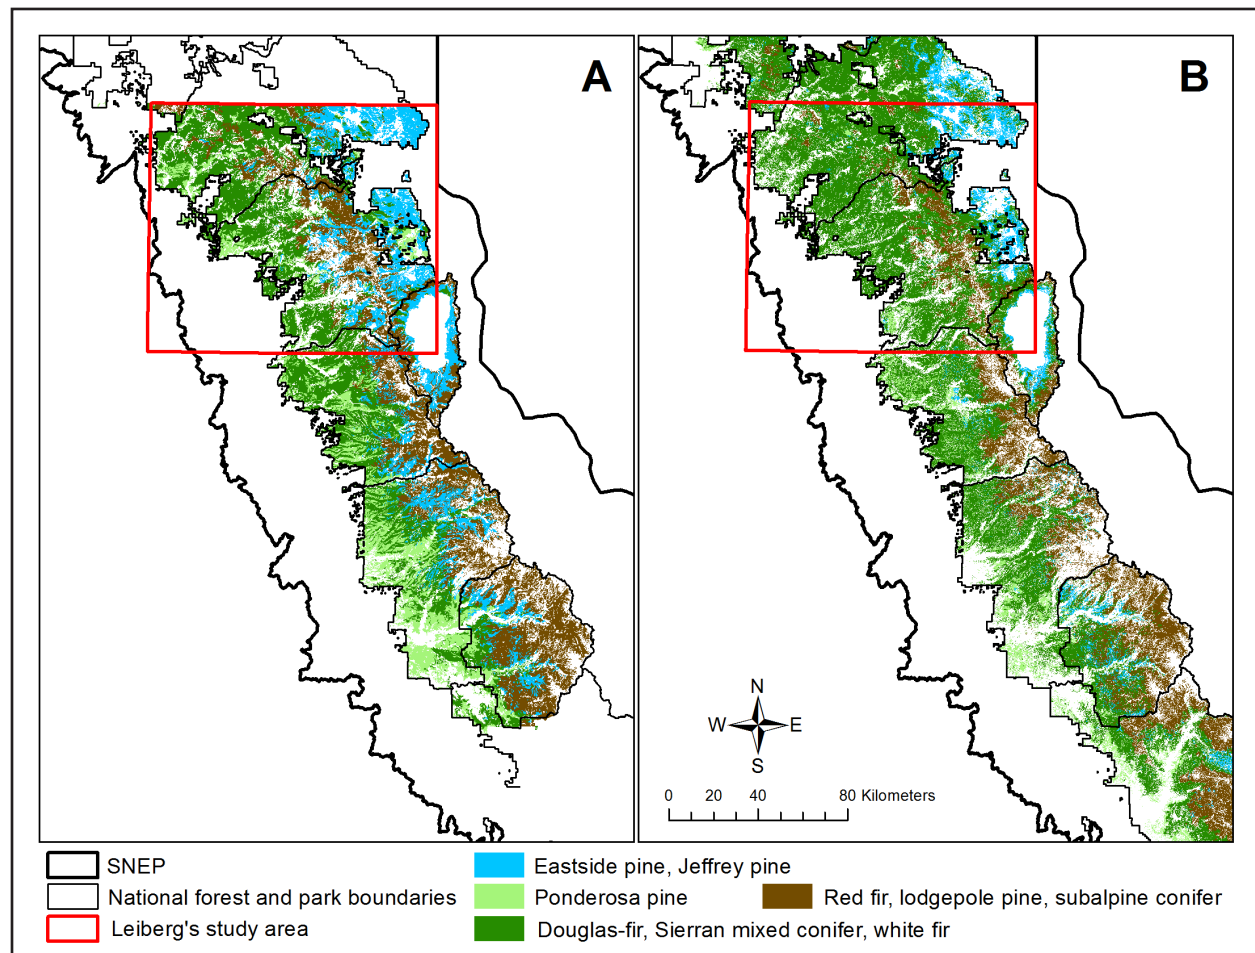 A
B
N
W E
S
0 20 40 80 Kilometers
SNEP
National forest and park boundaries
Leiberg's study area
Eastside pine, Jeffrey pine
Ponderosa pine
Red fir, lodgepole pine, subalpine conifer
Douglas-fir, Sierran mixed conifer, white fir